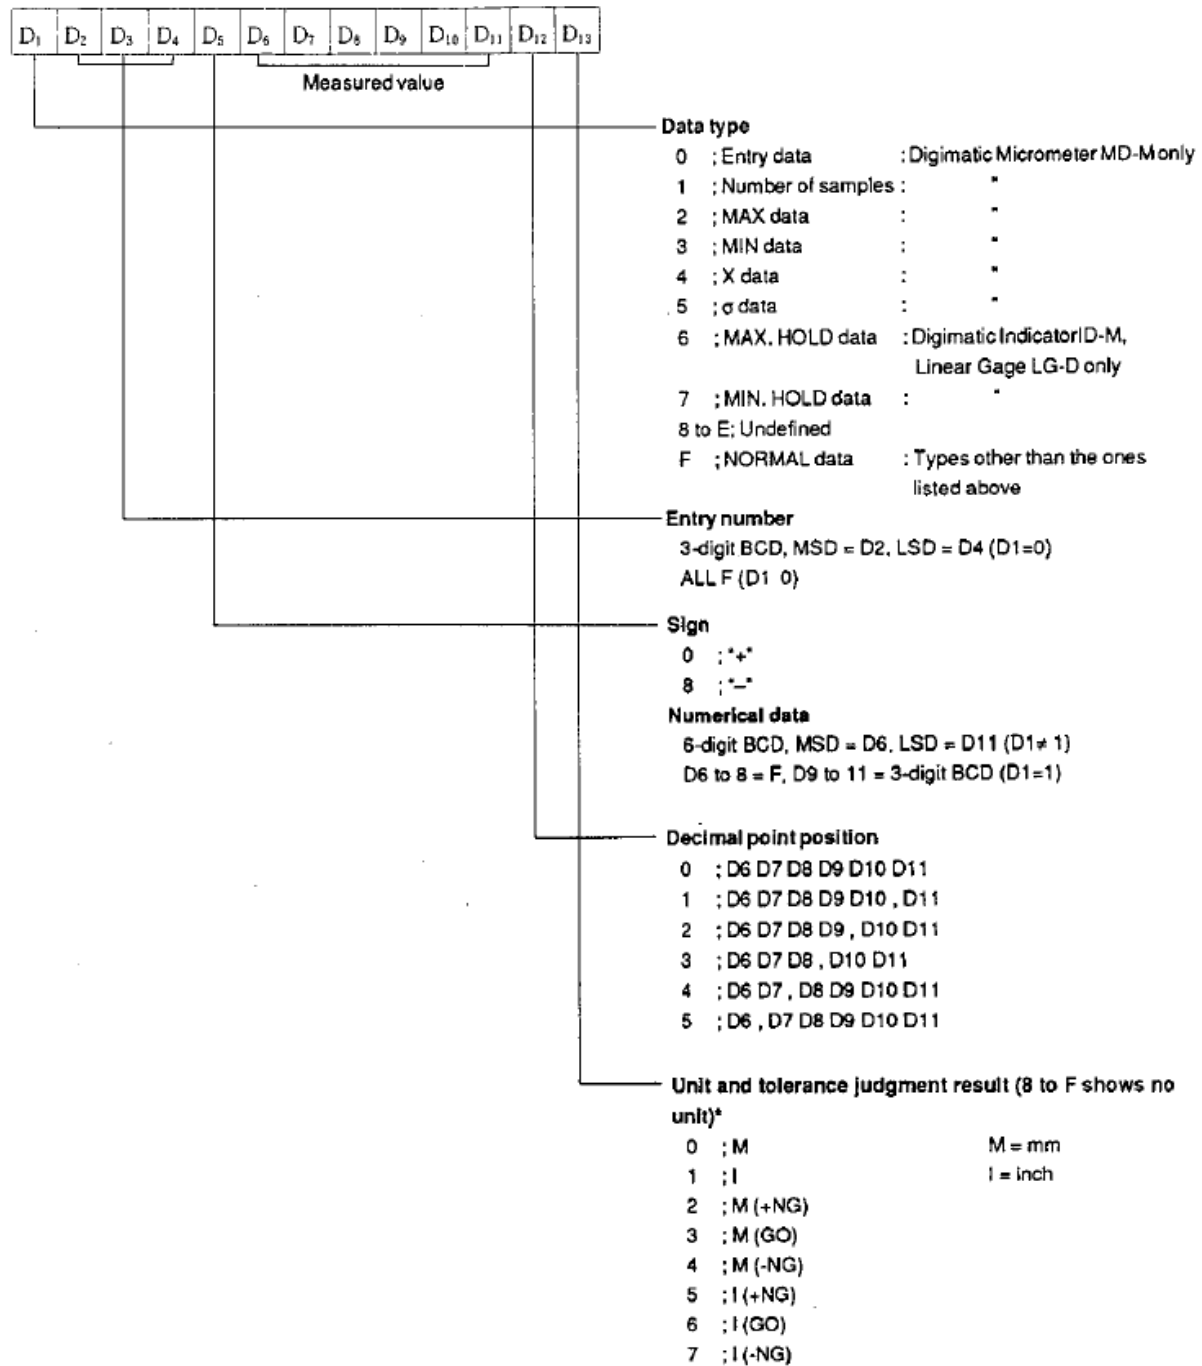 D₁ D₂ D₃ D₄ D₅ D₆ D₇ D₈ D₉ D₁₀ D₁₁ D₁₂ D₁₃
Measured value
Data type
0 ; Entry data : Digimatic Micrometer MD-M only
1 ; Number of samples : "
2 ; MAX data : "
3 ; MIN data : "
4 ; X data : "
5 ; σ data : "
6 ; MAX. HOLD data : Digimatic Indicator ID-M,
Linear Gage LG-D only
7 ; MIN. HOLD data : "
8 to E; Undefined
F ; NORMAL data : Types other than the ones
listed above
Entry number
3-digit BCD, MSD = D2, LSD = D4 (D1=0)
ALL F (D1 0)
Sign
0 ; "+"
8 ; "–"
Numerical data
6-digit BCD, MSD = D6, LSD = D11 (D1≠ 1)
D6 to 8 = F, D9 to 11 = 3-digit BCD (D1=1)
Decimal point position
0 ; D6 D7 D8 D9 D10 D11
1 ; D6 D7 D8 D9 D10 , D11
2 ; D6 D7 D8 D9 , D10 D11
3 ; D6 D7 D8 , D10 D11
4 ; D6 D7 , D8 D9 D10 D11
5 ; D6 , D7 D8 D9 D10 D11
Unit and tolerance judgment result (8 to F shows no
unit)*
0 ; M M = mm
1 ; I I = inch
2 ; M (+NG)
3 ; M (GO)
4 ; M (-NG)
5 ; I (+NG)
6 ; I (GO)
7 ; I (-NG)